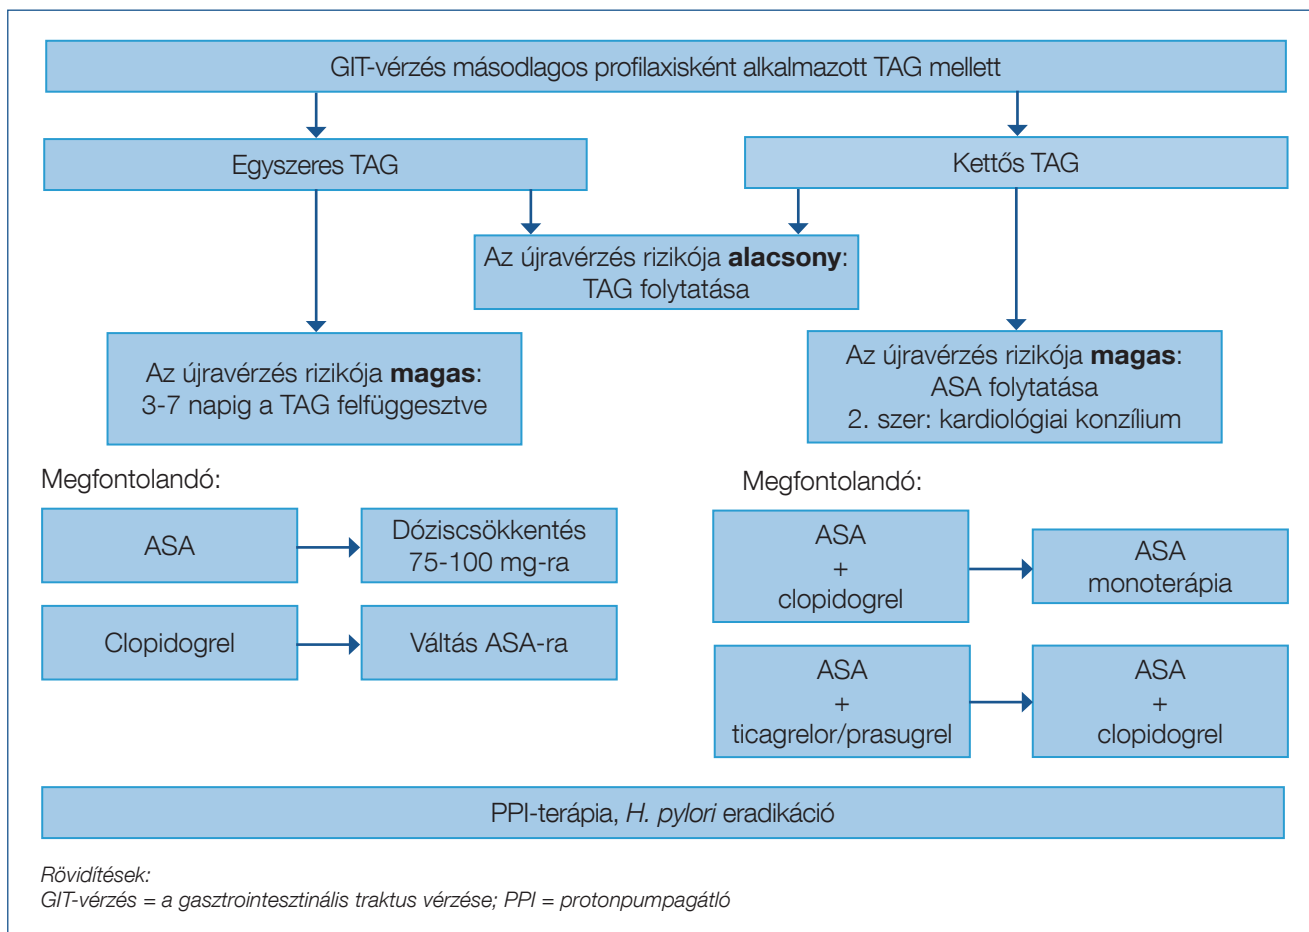 GIT-vérzés másodlagos profilaxisként alkalmazott TAG mellett
Egyszeres TAG
Kettős TAG
Az újravérzés rizikója alacsony:
TAG folytatása
Az újravérzés rizikója magas:
3-7 napig a TAG felfüggesztve
Az újravérzés rizikója magas:
ASA folytatása
2. szer: kardiológiai konzílium
Megfontolandó:
ASA
Dóziscsökkentés
75-100 mg-ra
Clopidogrel
Váltás ASA-ra
Megfontolandó:
ASA
+
clopidogrel
ASA
monoterápia
ASA
+
ticagrelor/prasugrel
ASA
+
clopidogrel
PPI-terápia, H. pylori eradikáció
Rövidítések:
GIT-vérzés = a gasztrointesztinális traktus vérzése; PPI = protonpumpagátló